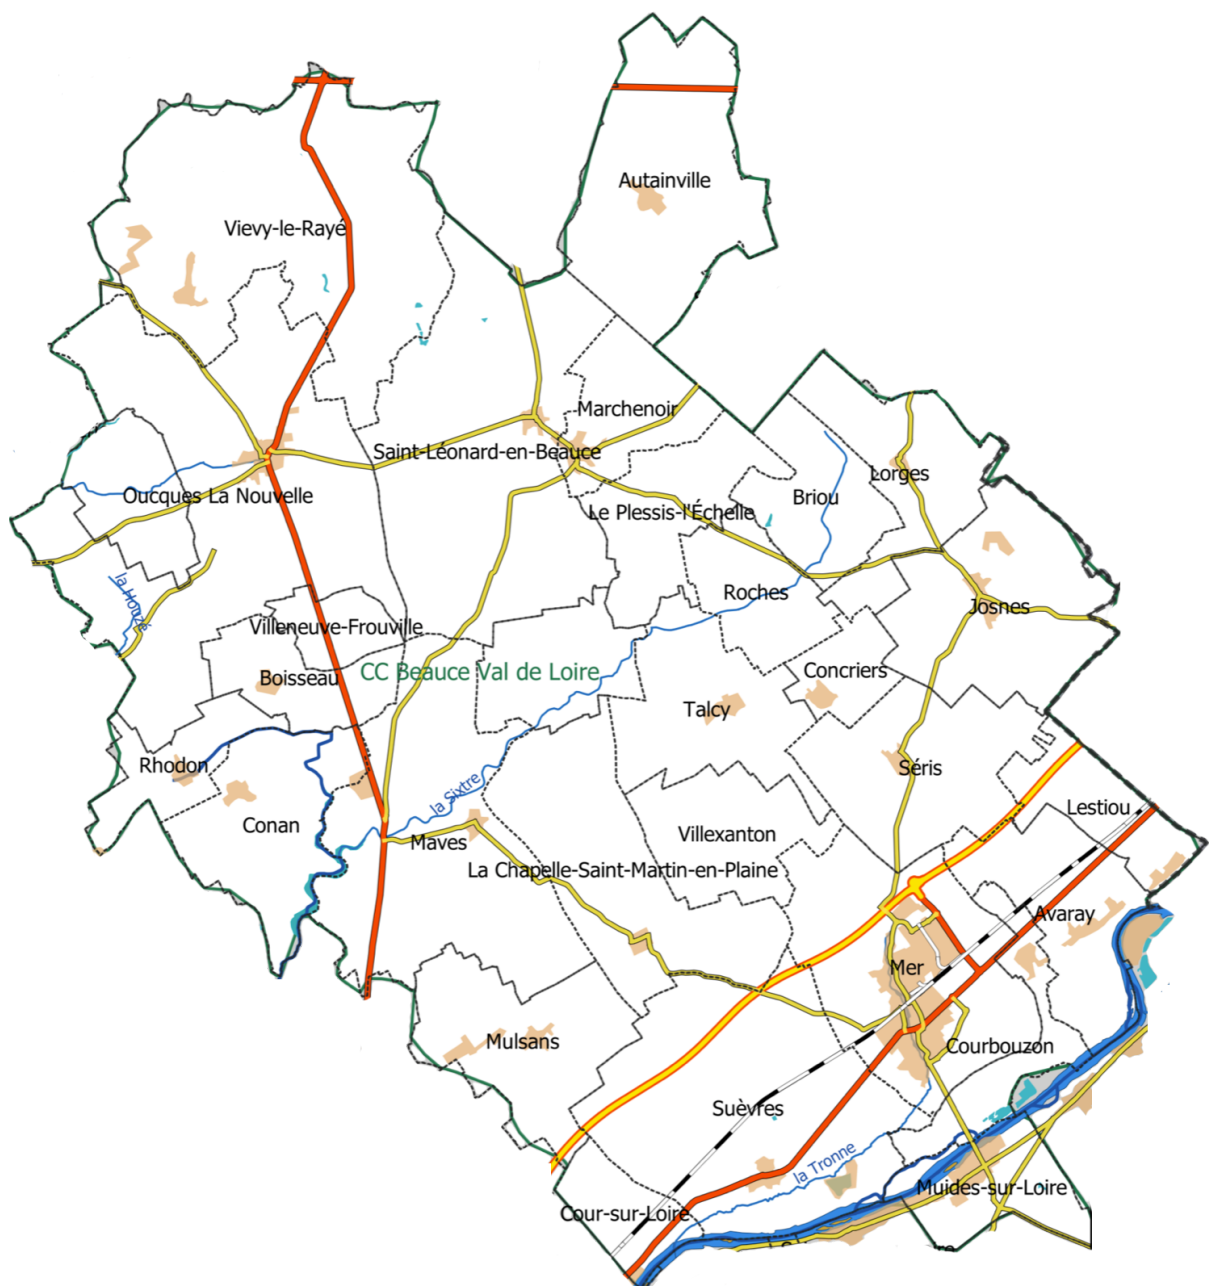 Autainville
Vievy-le-Rayé
Marchenoir
Saint-Léonard-en-Beauce
Lorges
Oucques La Nouvelle
Briou
Le Plessis-l'Échelle
la Houzé
Roches
Josnes
Villeneuve-Frouville
CC Beauce Val de Loire
Boisseau
Concriers
Talcy
Rhodon
Séris
la Sixtre
Lestiou
Conan
Villexanton
Maves
La Chapelle-Saint-Martin-en-Plaine
Avaray
Mer
Mulsans
Courbouzon
Suèvres
la Tronne
Muides-sur-Loire
Cour-sur-Loire